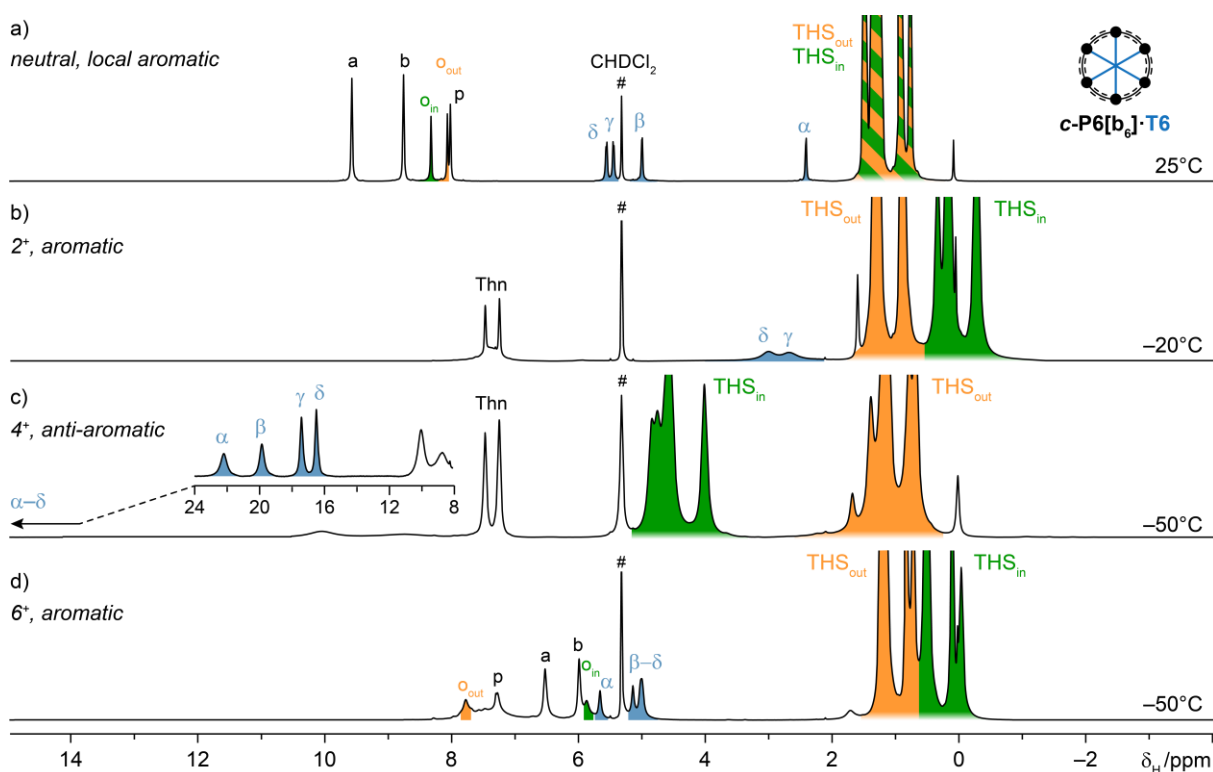 a)
neutral, local aromatic
a
b
o_out
o_in
p
CHDCl₂
#
δ γ β
α
THS_out
THS_in
c-P6[b₆]·T6
25°C
b)
2⁺, aromatic
Thn
#
δ γ
THS_out
THS_in
–20°C
c)
4⁺, anti-aromatic
α β γ δ
24 20 16 12 8
α–δ
Thn
#
THS_in
THS_out
–50°C
d)
6⁺, aromatic
o_out
p
a
b
o_in
α
#
β–δ
THS_out
THS_in
–50°C
14 12 10 8 6 4 2 0 –2 δ_H/ppm